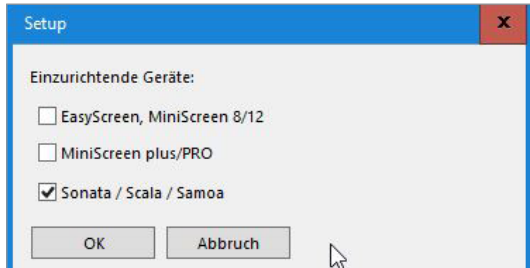 Setup
Einzurichtende Geräte:
EasyScreen, MiniScreen 8/12
MiniScreen plus/PRO
Sonata / Scala / Samoa
OK Abbruch